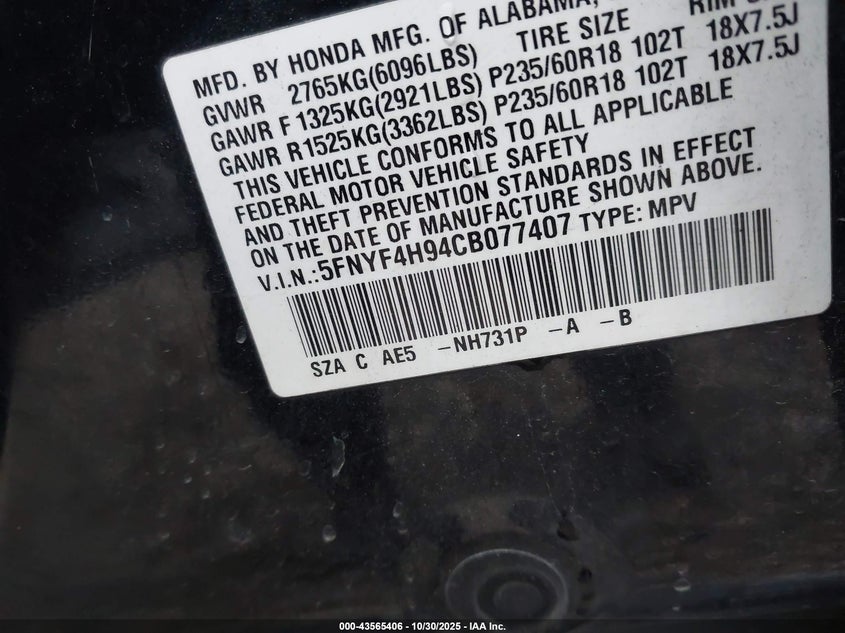 MFD. BY HONDA MFG. OF ALABAMA,
GVWR 2765KG(6096LBS) TIRE SIZE
GAWR F 1325KG(2921LBS) P235/60R18 102T 18X7.5J
GAWR R1525KG(3362LBS) P235/60R18 102T 18X7.5J
THIS VEHICLE CONFORMS TO ALL APPLICABLE
FEDERAL MOTOR VEHICLE SAFETY
AND THEFT PREVENTION STANDARDS IN EFFECT
ON THE DATE OF MANUFACTURE SHOWN ABOVE.
V.I.N.:5FNYF4H94CB077407 TYPE: MPV
SZA C AE5 -NH731P -A -B
000-43565406 - 10/30/2025 - IAA Inc.